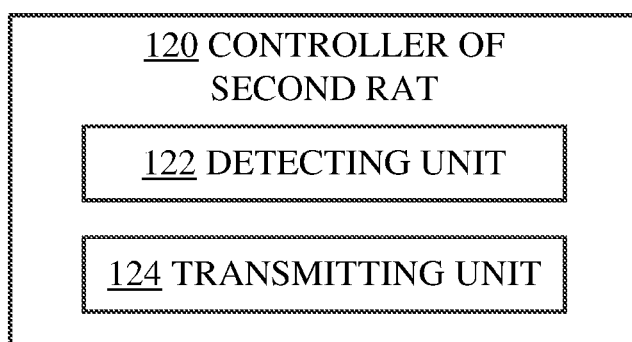 120 CONTROLLER OF
SECOND RAT
122 DETECTING UNIT
124 TRANSMITTING UNIT